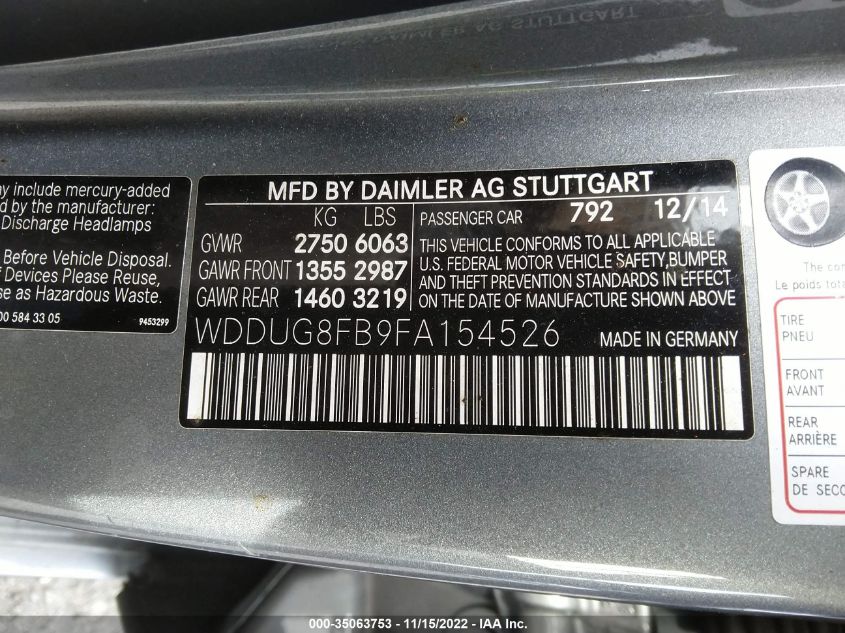 MFD BY DAIMLER AG STUTTGART
KG LBS
GVWR 2750 6063
GAWR FRONT 1355 2987
GAWR REAR 1460 3219
PASSENGER CAR 792 12/14
THIS VEHICLE CONFORMS TO ALL APPLICABLE
U.S. FEDERAL MOTOR VEHICLE SAFETY,BUMPER
AND THEFT PREVENTION STANDARDS IN EFFECT
ON THE DATE OF MANUFACTURE SHOWN ABOVE
WDDUG8FB9FA154526 MADE IN GERMANY
may include mercury-added
d by the manufacturer:
Discharge Headlamps
Before Vehicle Disposal.
f Devices Please Reuse,
se as Hazardous Waste.
00 584 33 05 9453299
The
Le poids
TIRE
PNEU
FRONT
AVANT
REAR
ARRIÈRE
SPARE
DE
000-35063753 - 11/15/2022 - IAA Inc.